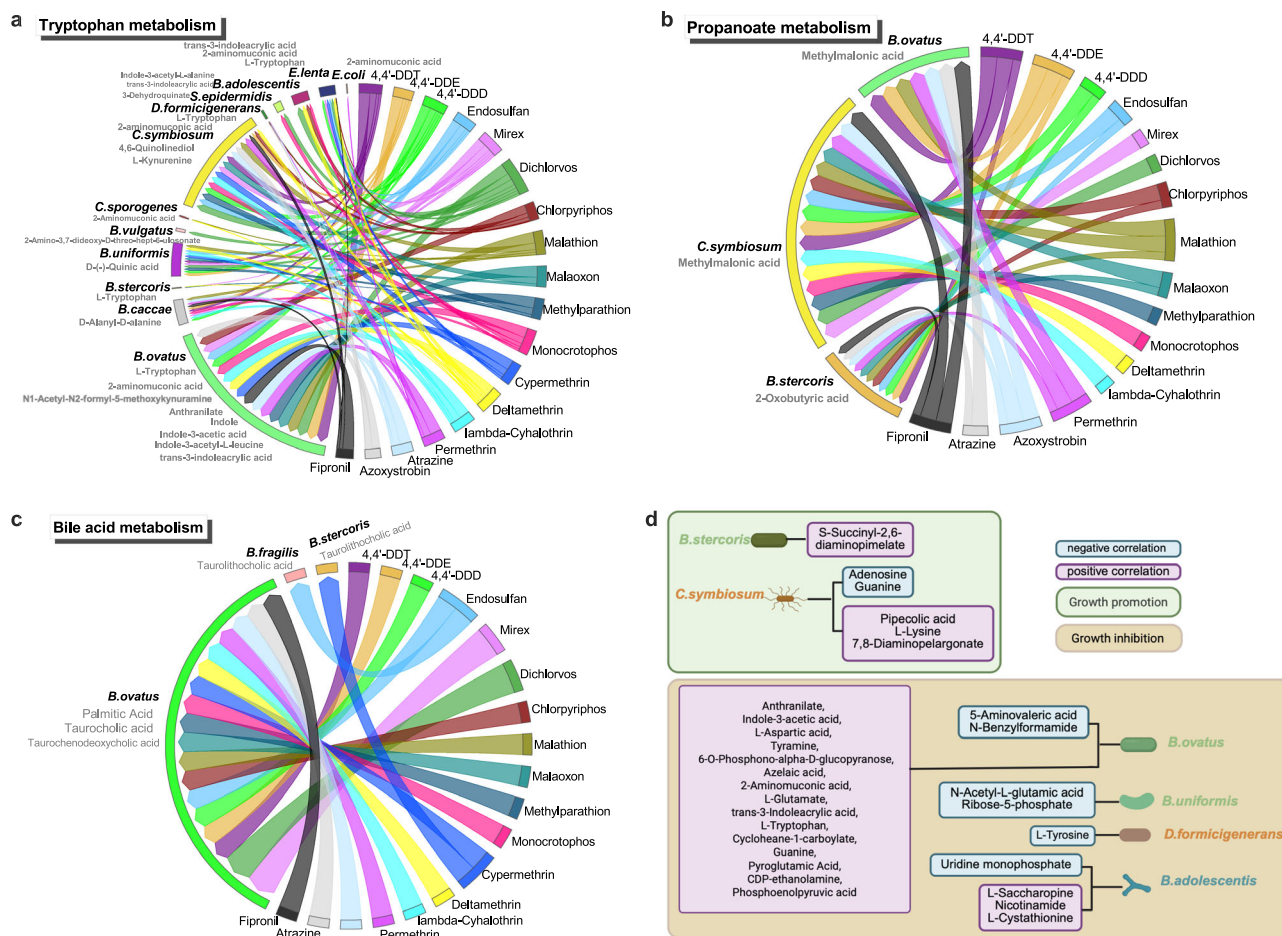 a
Tryptophan metabolism
trans-3-indoleacrylic acid
2-aminomuconic acid
L-Tryptophan
2-aminomuconic acid
Indole-3-acetyl-L-alanine
trans-3-indoleacrylic acid
3-Dehydroquinate
L-Tryptophan
2-aminomuconic acid
4,6-Quinolinediol
L-Kynurenine
E.coli
E.lenta
B.adolescentis
S.epidermidis
D.formicigenerans
C.symbiosum
C.sporogenes
2-Aminomuconic acid
B.vulgatus
2-Amino-3,7-dideoxy-D-threo-hept-6-ulosonate
B.uniformis
D-(-)-Quinic acid
B.stercoris
L-Tryptophan
B.caccae
D-Alanyl-D-alanine
B.ovatus
L-Tryptophan
2-aminomuconic acid
N1-Acetyl-N2-formyl-5-methoxykynuramine
Anthranilate
Indole
Indole-3-acetic acid
Indole-3-acetyl-L-leucine
trans-3-indoleacrylic acid
4,4'-DDT
4,4'-DDE
4,4'-DDD
Endosulfan
Mirex
Dichlorvos
Chlorpyriphos
Malathion
Malaoxon
Methylparathion
Monocrotophos
Cypermethrin
Deltamethrin
lambda-Cyhalothrin
Permethrin
Atrazine
Azoxystrobin
Fipronil
b
Propanoate metabolism
B.ovatus
Methylmalonic acid
C.symbiosum
Methylmalonic acid
B.stercoris
2-Oxobutyric acid
4,4'-DDT
4,4'-DDE
4,4'-DDD
Endosulfan
Mirex
Dichlorvos
Chlorpyriphos
Malathion
Malaoxon
Methylparathion
Monocrotophos
Deltamethrin
lambda-Cyhalothrin
Permethrin
Azoxystrobin
Atrazine
Fipronil
c
Bile acid metabolism
B.fragilis
Taurolithocholic acid
B.stercoris
Taurolithocholic acid
B.ovatus
Palmitic Acid
Taurocholic acid
Taurochenodeoxycholic acid
4,4'-DDT
4,4'-DDE
4,4'-DDD
Endosulfan
Mirex
Dichlorvos
Chlorpyriphos
Malathion
Malaoxon
Methylparathion
Monocrotophos
Cypermethrin
Deltamethrin
lambda-Cyhalothrin
Permethrin
Atrazine
Fipronil
d
B.stercoris
S-Succinyl-2,6-
diaminopimelate
C.symbiosum
Adenosine
Guanine
Pipecolic acid
L-Lysine
7,8-Diaminopelargonate
negative correlation
positive correlation
Growth promotion
Growth inhibition
Anthranilate,
Indole-3-acetic acid,
L-Aspartic acid,
Tyramine,
6-O-Phosphono-alpha-D-glucopyranose,
Azelaic acid,
2-Aminomuconic acid,
L-Glutamate,
trans-3-Indoleacrylic acid,
L-Tryptophan,
Cycloheane-1-carboylate,
Guanine,
Pyroglutamic Acid,
CDP-ethanolamine,
Phosphoenolpyruvic acid
5-Aminovaleric acid
N-Benzylformamide
B.ovatus
N-Acetyl-L-glutamic acid
Ribose-5-phosphate
B.uniformis
L-Tyrosine
D.formicigenerans
Uridine monophosphate
L-Saccharopine
Nicotinamide
L-Cystathionine
B.adolescentis